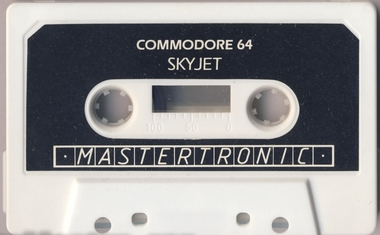 COMMODORE 64
SKYJET
100 50 0
· MASTERTRONIC ·